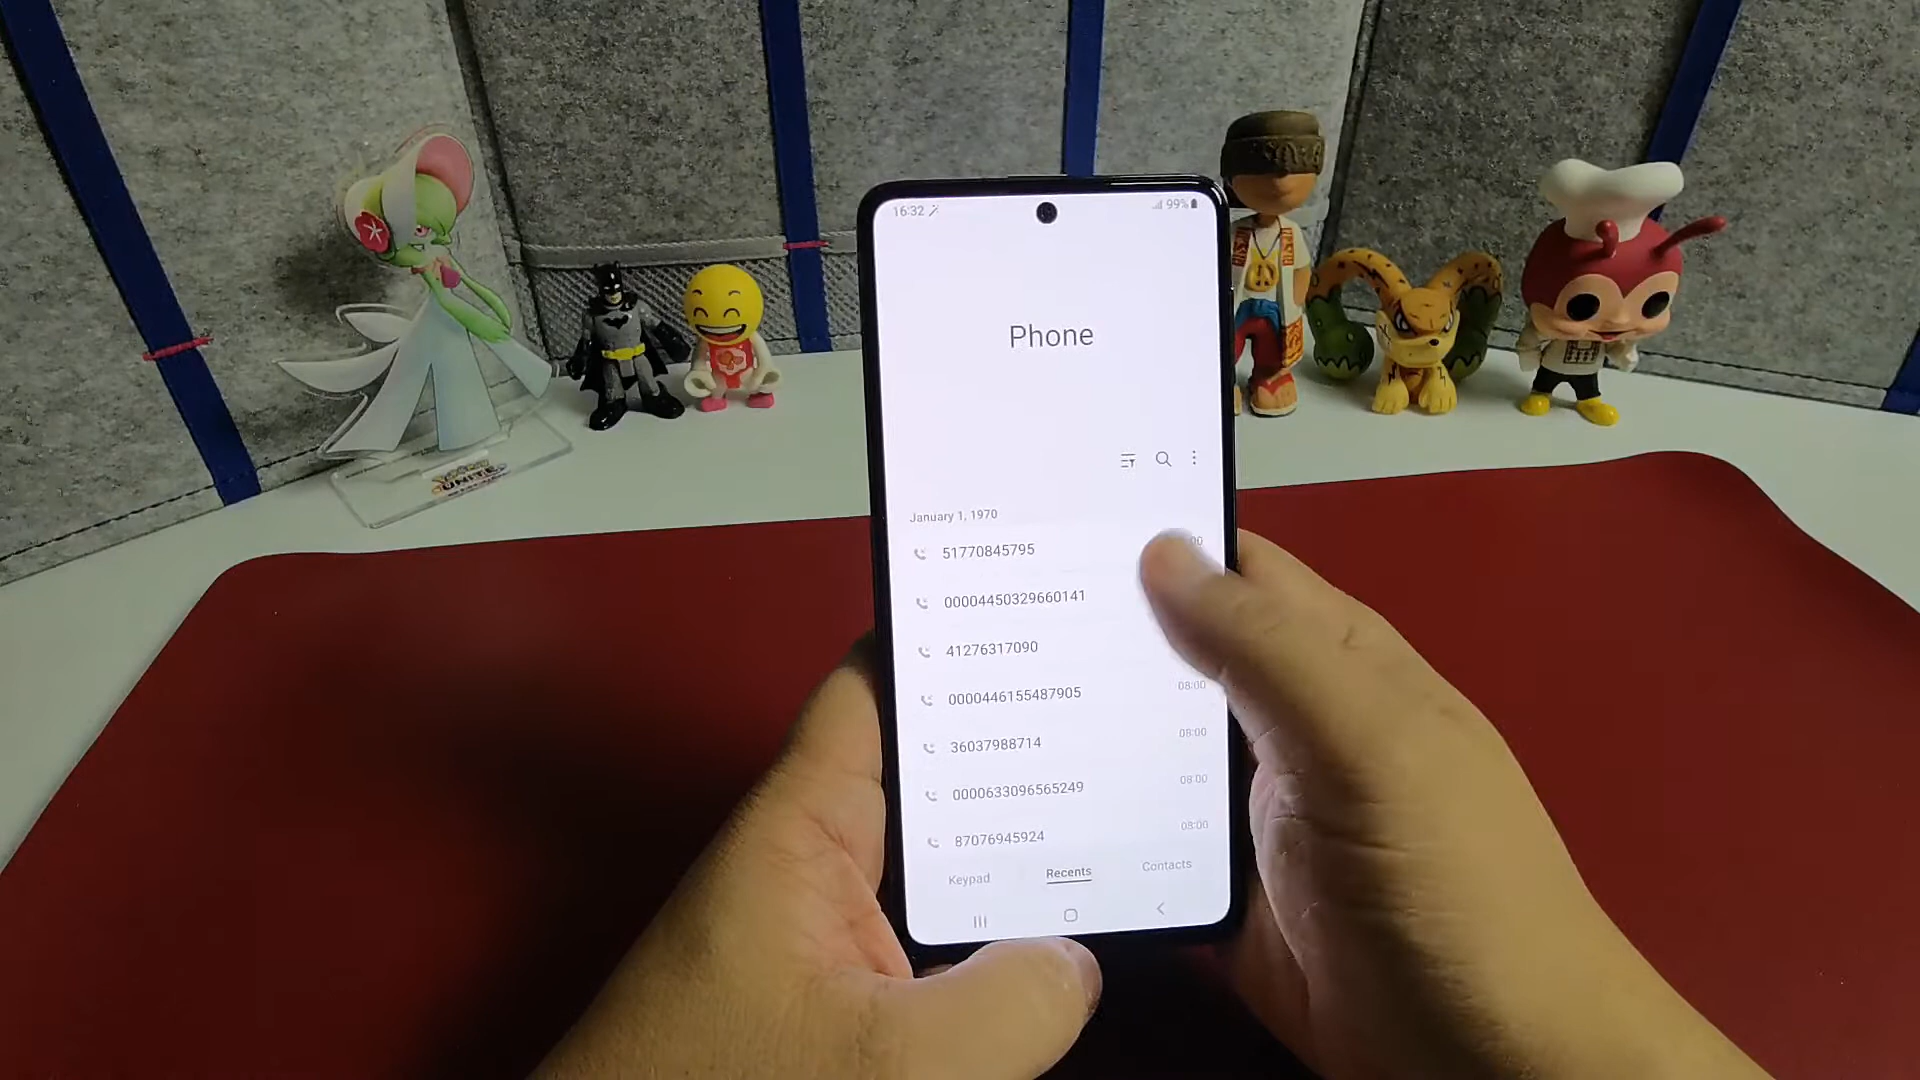 16:32
99%
Phone
January 1, 1970
51770845795
00004450329660141
41276317090
0000446155487905 08:00
36037988714 08:00
0000633096565249 08:00
87076945924 08:00
Keypad Recents Contacts
UNITE